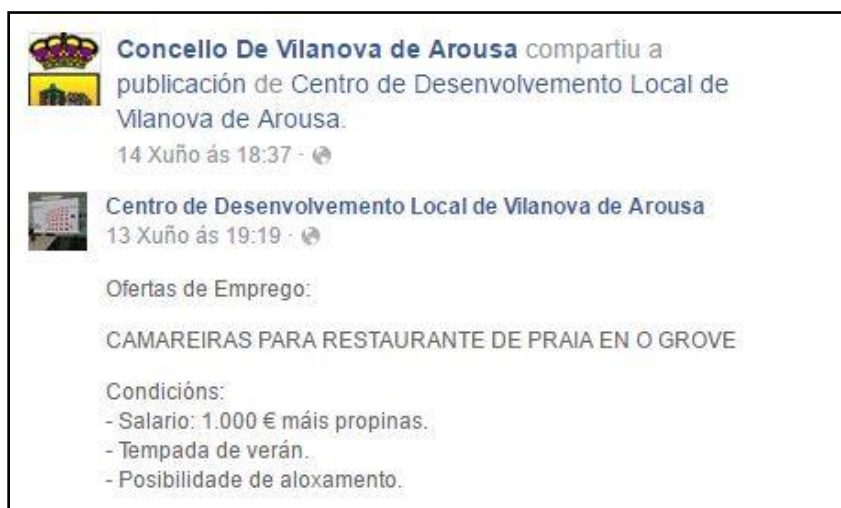 Concello De Vilanova de Arousa compartiu a
publicación de Centro de Desenvolvemento Local de
Vilanova de Arousa.
14 Xuño ás 18:37 ·
Centro de Desenvolvemento Local de Vilanova de Arousa
13 Xuño ás 19:19 ·
Ofertas de Emprego:
CAMAREIRAS PARA RESTAURANTE DE PRAIA EN O GROVE
Condicións:
- Salario: 1.000 € máis propinas.
- Tempada de verán.
- Posibilidade de aloxamento.